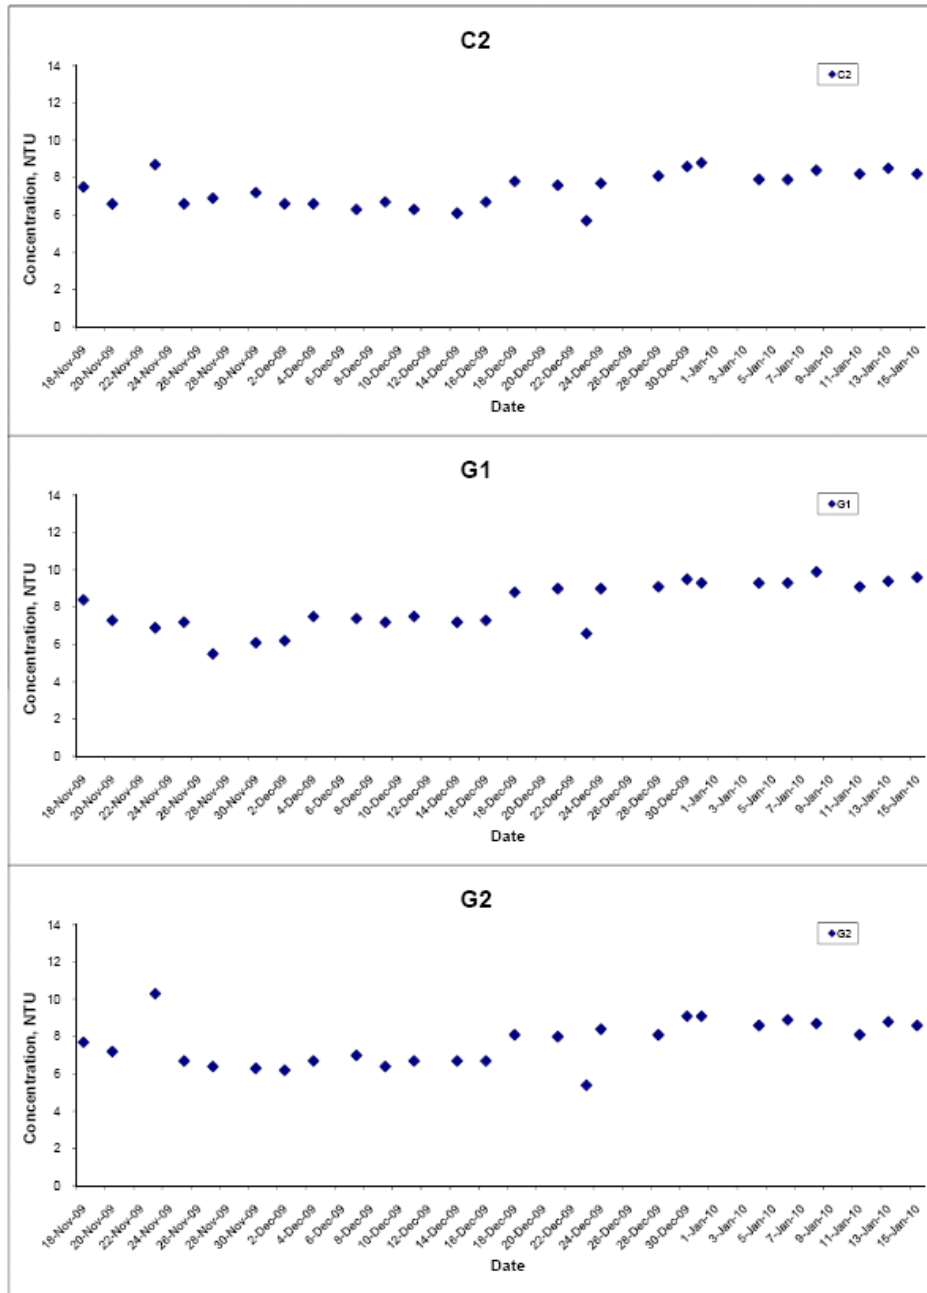 C2
C2
14
12
10
8
6
4
2
0
Concentration, NTU
18-Nov-09
20-Nov-09
22-Nov-09
24-Nov-09
26-Nov-09
28-Nov-09
30-Nov-09
2-Dec-09
4-Dec-09
6-Dec-09
8-Dec-09
10-Dec-09
12-Dec-09
14-Dec-09
16-Dec-09
18-Dec-09
20-Dec-09
22-Dec-09
24-Dec-09
26-Dec-09
28-Dec-09
30-Dec-09
1-Jan-10
3-Jan-10
5-Jan-10
7-Jan-10
9-Jan-10
11-Jan-10
13-Jan-10
15-Jan-10
Date
G1
G1
14
12
10
8
6
4
2
0
Concentration, NTU
18-Nov-09
20-Nov-09
22-Nov-09
24-Nov-09
26-Nov-09
28-Nov-09
30-Nov-09
2-Dec-09
4-Dec-09
6-Dec-09
8-Dec-09
10-Dec-09
12-Dec-09
14-Dec-09
16-Dec-09
18-Dec-09
20-Dec-09
22-Dec-09
24-Dec-09
26-Dec-09
28-Dec-09
30-Dec-09
1-Jan-10
3-Jan-10
5-Jan-10
7-Jan-10
9-Jan-10
11-Jan-10
13-Jan-10
15-Jan-10
Date
G2
G2
14
12
10
8
6
4
2
0
Concentration, NTU
18-Nov-09
20-Nov-09
22-Nov-09
24-Nov-09
26-Nov-09
28-Nov-09
30-Nov-09
2-Dec-09
4-Dec-09
6-Dec-09
8-Dec-09
10-Dec-09
12-Dec-09
14-Dec-09
16-Dec-09
18-Dec-09
20-Dec-09
22-Dec-09
24-Dec-09
26-Dec-09
28-Dec-09
30-Dec-09
1-Jan-10
3-Jan-10
5-Jan-10
7-Jan-10
9-Jan-10
11-Jan-10
13-Jan-10
15-Jan-10
Date